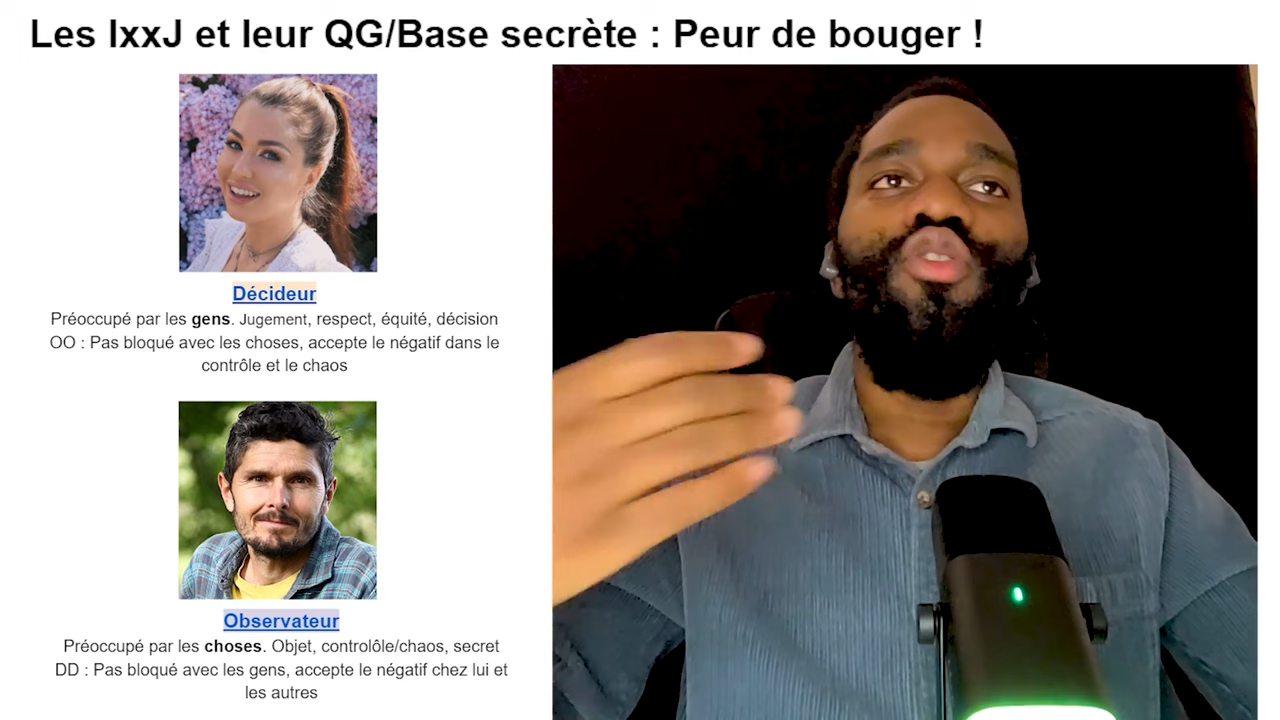 Les IxxJ et leur QG/Base secrète : Peur de bouger !
Décideur
Préoccupé par les gens. Jugement, respect, équité, décision
OO : Pas bloqué avec les choses, accepte le négatif dans le
contrôle et le chaos
Observateur
Préoccupé par les choses. Objet, controlôle/chaos, secret
DD : Pas bloqué avec les gens, accepte le négatif chez lui et
les autres